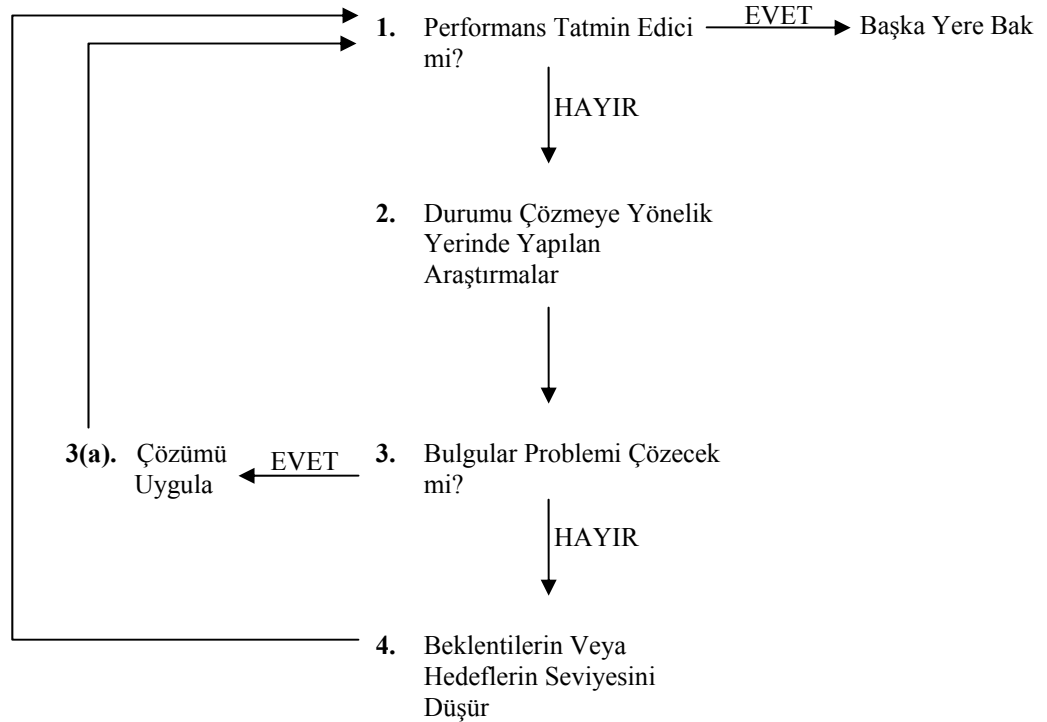 1. Performans Tatmin Edici
mi?
EVET
Başka Yere Bak
HAYIR
2. Durumu Çözmeye Yönelik
Yerinde Yapılan
Araştırmalar
3(a). Çözümü
Uygula
EVET
3. Bulgular Problemi Çözecek
mi?
HAYIR
4. Beklentilerin Veya
Hedeflerin Seviyesini
Düşür